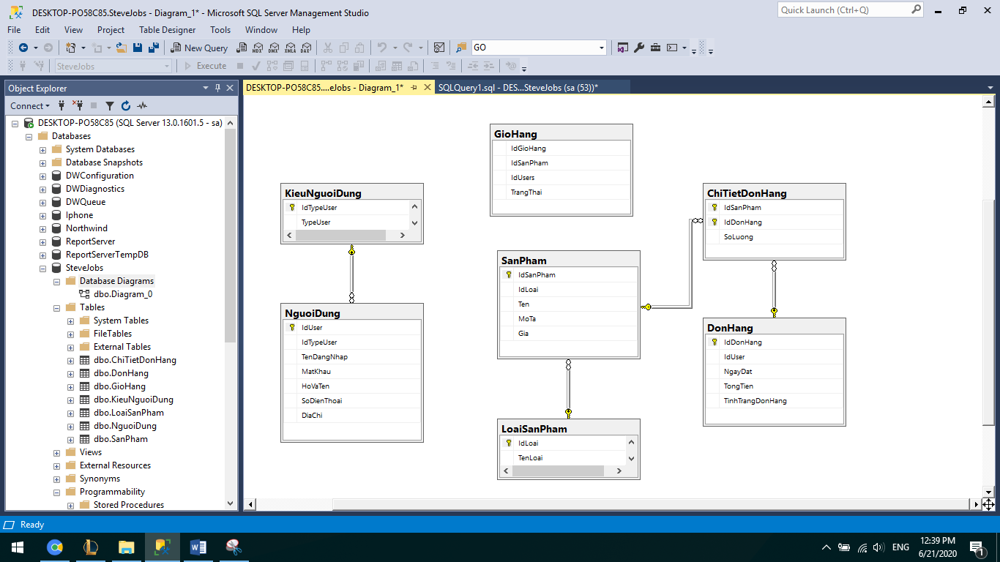 DESKTOP-PO58C85.SteveJobs - Diagram_1* - Microsoft SQL Server Management Studio
Quick Launch (Ctrl+Q)
File Edit View Project Table Designer Tools Window Help
New Query MDX DMX XMLA DAX GO
SteveJobs Execute
Object Explorer
Connect
DESKTOP-PO58C85 (SQL Server 13.0.1601.5 - sa)
Databases
System Databases
Database Snapshots
DWConfiguration
DWDiagnostics
DWQueue
Iphone
Northwind
ReportServer
ReportServerTempDB
SteveJobs
Database Diagrams
dbo.Diagram_0
Tables
System Tables
FileTables
External Tables
dbo.ChiTietDonHang
dbo.DonHang
dbo.GioHang
dbo.KieuNguoiDung
dbo.LoaiSanPham
dbo.NguoiDung
dbo.SanPham
Views
External Resources
Synonyms
Programmability
Stored Procedures
DESKTOP-PO58C85....eJobs - Diagram_1*
SQLQuery1.sql - DES...SteveJobs (sa (53))*
KieuNguoiDung
IdTypeUser
TypeUser
NguoiDung
IdUser
IdTypeUser
TenDangNhap
MatKhau
HoVaTen
SoDienThoai
DiaChi
GioHang
IdGioHang
IdSanPham
IdUsers
TrangThai
SanPham
IdSanPham
IdLoai
Ten
MoTa
Gia
LoaiSanPham
IdLoai
TenLoai
ChiTietDonHang
IdSanPham
IdDonHang
SoLuong
DonHang
IdDonHang
IdUser
NgayDat
TongTien
TinhTrangDonHang
Ready
ENG
12:39 PM
6/21/2020
1